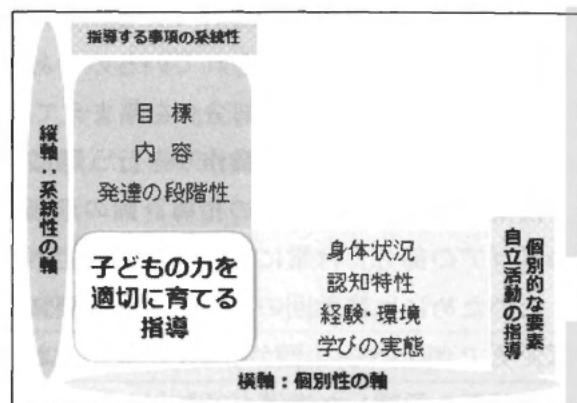 指導する事項の系統性
縦軸：系統性の軸
目標
内容
発達の段階性
子どもの力を
適切に育てる
指導
身体状況
認知特性
経験・環境
学びの実態
個別的な要素
自立活動の指導
横軸：個別性の軸